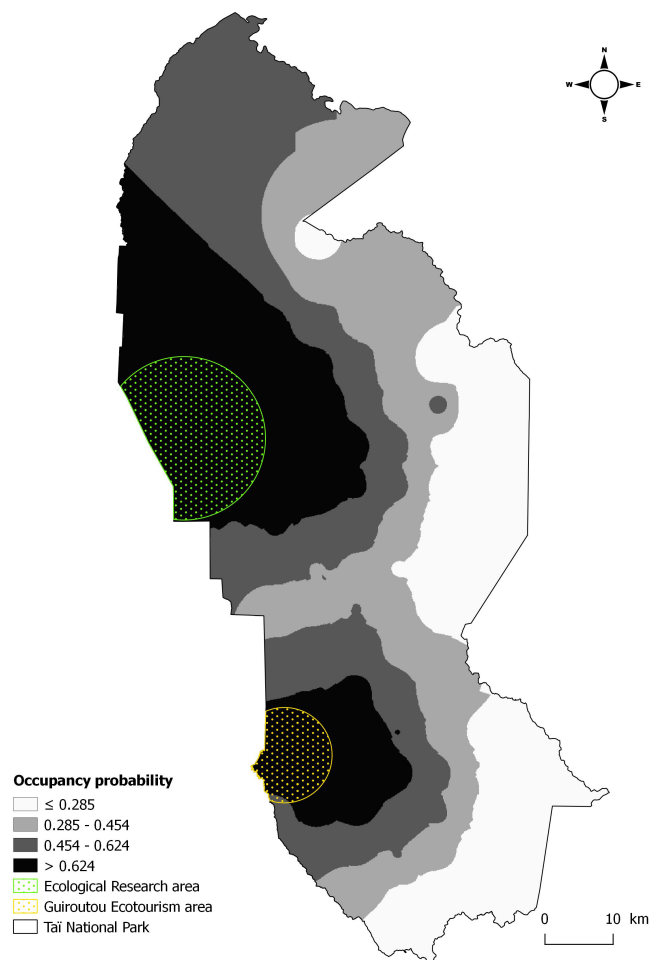 N
W E
S
Occupancy probability
≤ 0.285
0.285 - 0.454
0.454 - 0.624
> 0.624
Ecological Research area
Guiroutou Ecotourism area
Taï National Park
0 10 km